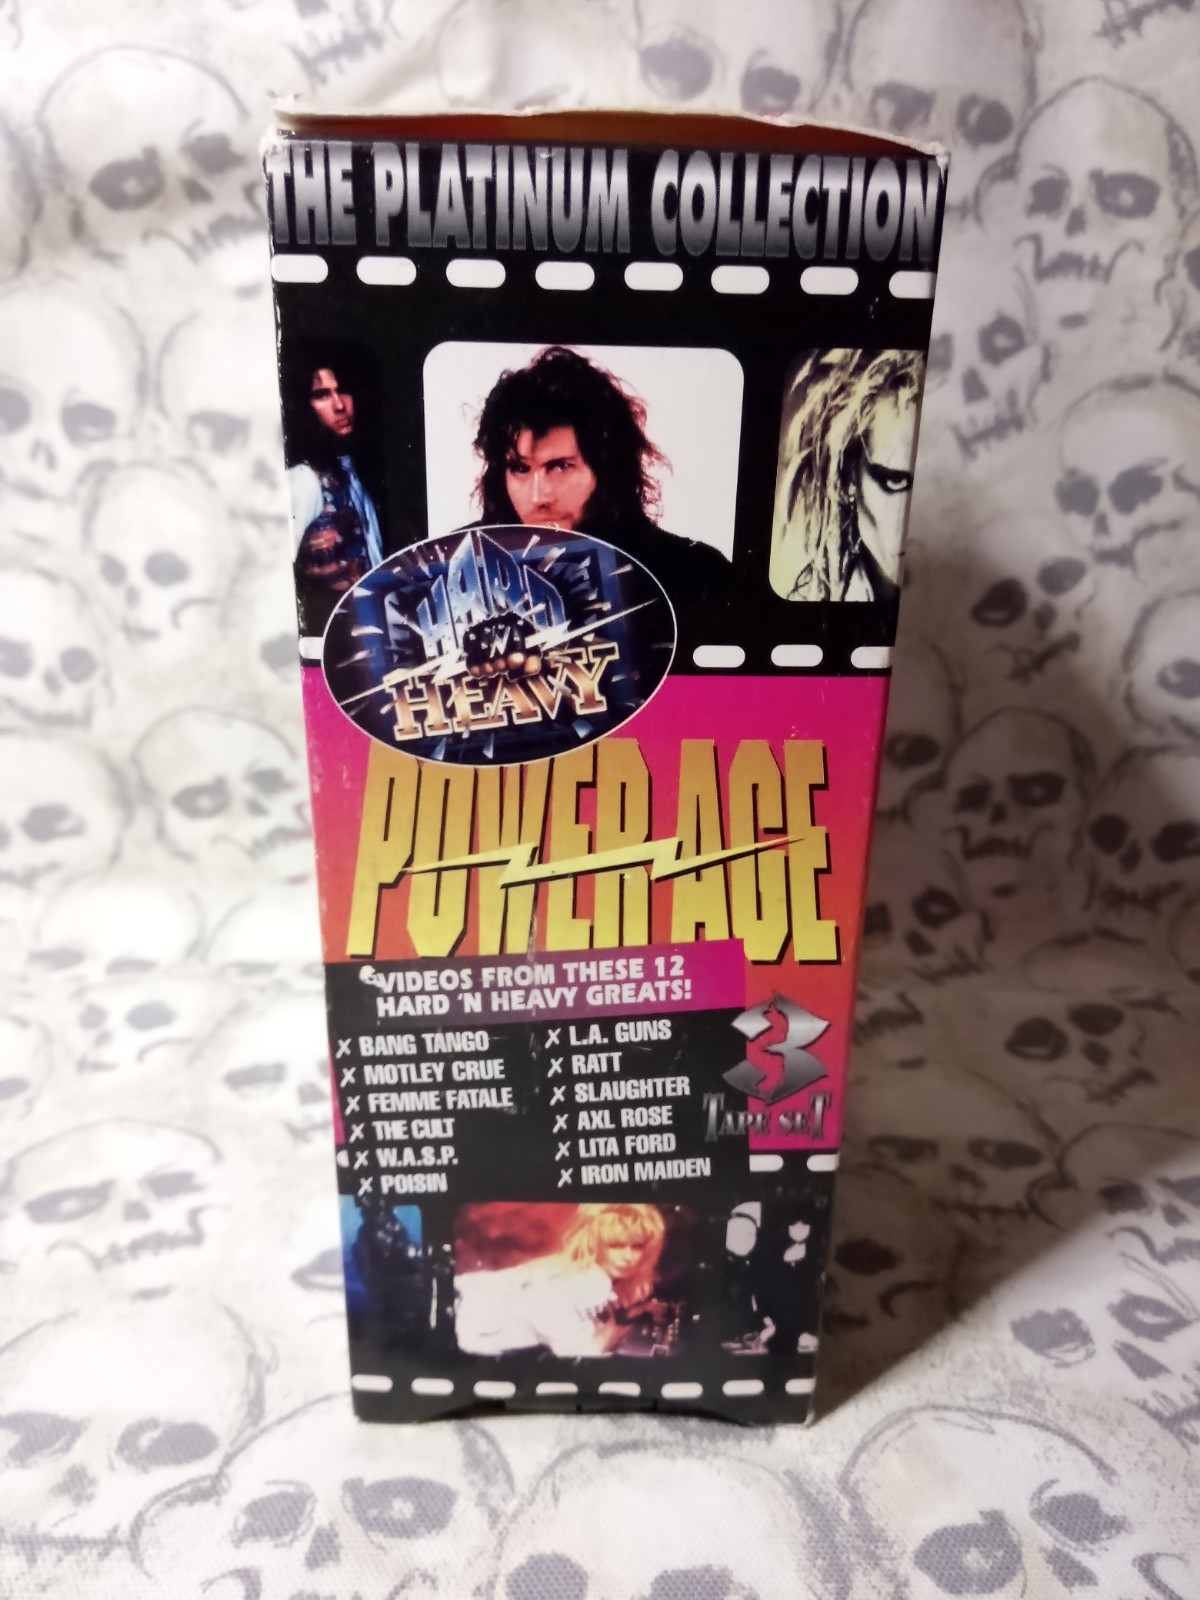 THE PLATINUM COLLECTION
HARD
'N'
HEAVY
POWER AGE
VIDEOS FROM THESE 12
HARD 'N HEAVY GREATS!
X BANG TANGO
X MOTLEY CRUE
X FEMME FATALE
X THE CULT
X W.A.S.P.
X POISIN
X L.A. GUNS
X RATT
X SLAUGHTER
X AXL ROSE
X LITA FORD
X IRON MAIDEN
3
TAPE SET